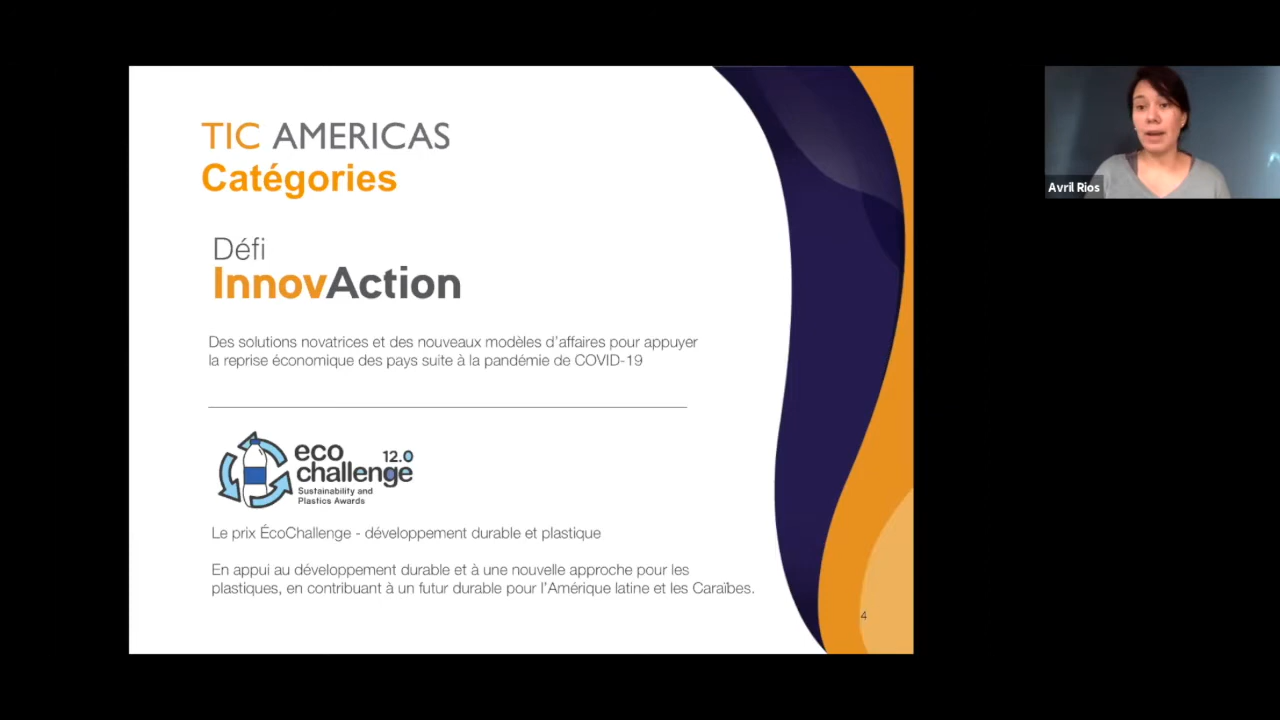 TIC AMERICAS
Catégories
Défi
InnovAction
Des solutions novatrices et des nouveaux modèles d'affaires pour appuyer
la reprise économique des pays suite à la pandémie de COVID-19
eco
12.0
challenge
Sustainability and
Plastics Awards
Le prix ÉcoChallenge - développement durable et plastique
En appui au développement durable et à une nouvelle approche pour les
plastiques, en contribuant à un futur durable pour l'Amérique latine et les Caraïbes.
4
Avril Rios